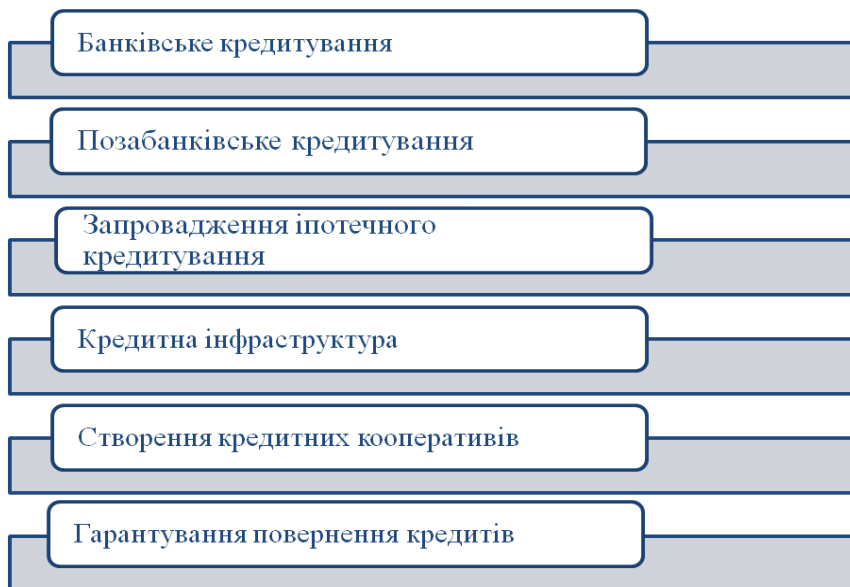 Банківське кредитування
Позабанківське кредитування
Запровадження іпотечного
кредитування
Кредитна інфраструктура
Створення кредитних кооперативів
Гарантування повернення кредитів